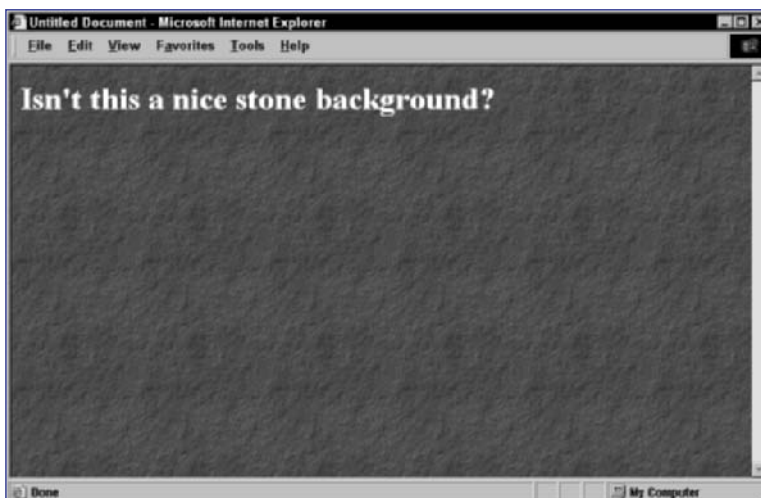 Untitled Document - Microsoft Internet Explorer
File Edit View Favorites Tools Help
Isn't this a nice stone background?
Done
My Computer